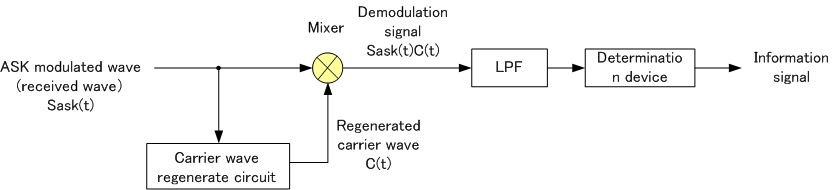 Demodulation
signal
Sask(t)C(t)
Mixer
ASK modulated wave
(received wave)
Sask(t)
LPF
Determinatio
n device
Information
signal
Regenerated
carrier wave
C(t)
Carrier wave
regenerate circuit